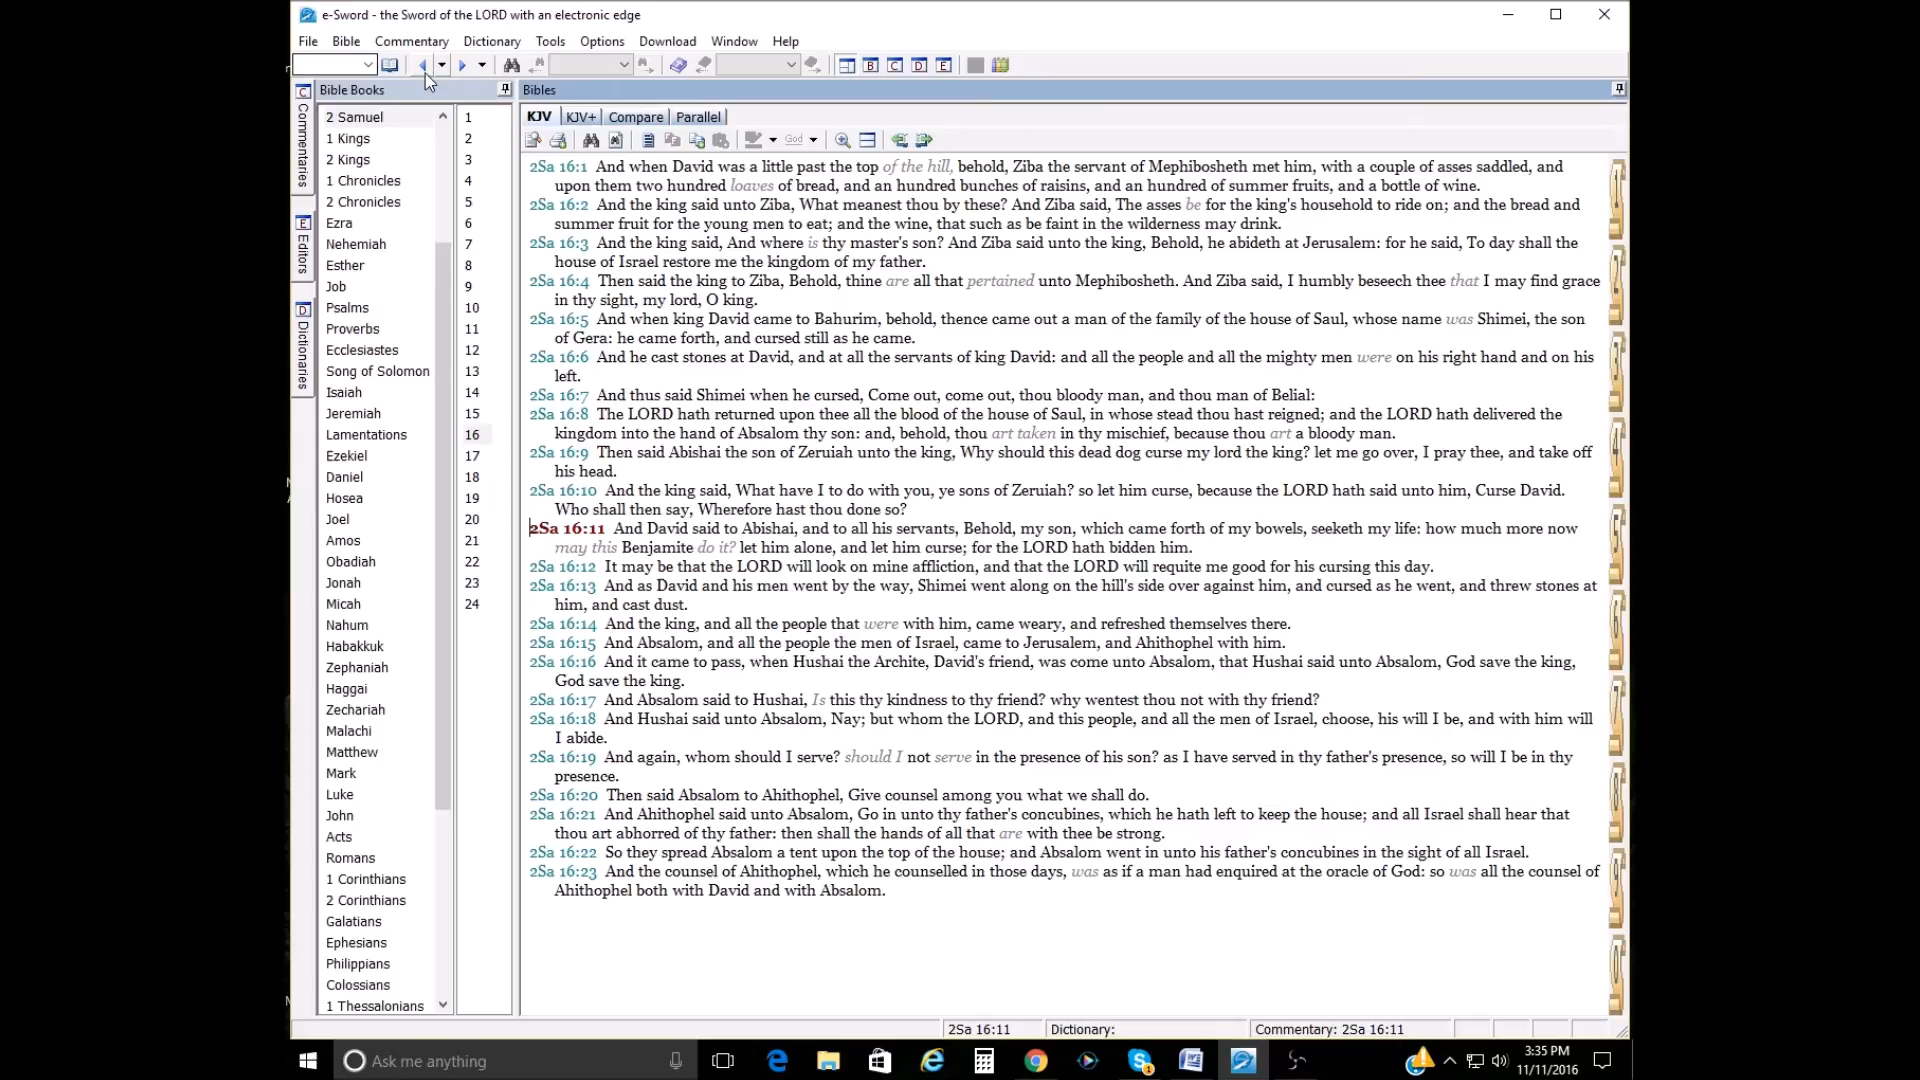 e-Sword - the Sword of the LORD with an electronic edge
File Bible Commentary Dictionary Tools Options Download Window Help
B C D E
Bible Books
Bibles
C Commentaries
E Editors
D Dictionaries
2 Samuel
1 Kings
2 Kings
1 Chronicles
2 Chronicles
Ezra
Nehemiah
Esther
Job
Psalms
Proverbs
Ecclesiastes
Song of Solomon
Isaiah
Jeremiah
Lamentations
Ezekiel
Daniel
Hosea
Joel
Amos
Obadiah
Jonah
Micah
Nahum
Habakkuk
Zephaniah
Haggai
Zechariah
Malachi
Matthew
Mark
Luke
John
Acts
Romans
1 Corinthians
2 Corinthians
Galatians
Ephesians
Philippians
Colossians
1 Thessalonians
1
2
3
4
5
6
7
8
9
10
11
12
13
14
15
16
17
18
19
20
21
22
23
24
KJV KJV+ Compare Parallel
God
2Sa 16:1 And when David was a little past the top of the hill, behold, Ziba the servant of Mephibosheth met him, with a couple of asses saddled, and
upon them two hundred loaves of bread, and an hundred bunches of raisins, and an hundred of summer fruits, and a bottle of wine.
2Sa 16:2 And the king said unto Ziba, What meanest thou by these? And Ziba said, The asses be for the king's household to ride on; and the bread and
summer fruit for the young men to eat; and the wine, that such as be faint in the wilderness may drink.
2Sa 16:3 And the king said, And where is thy master's son? And Ziba said unto the king, Behold, he abideth at Jerusalem: for he said, To day shall the
house of Israel restore me the kingdom of my father.
2Sa 16:4 Then said the king to Ziba, Behold, thine are all that pertained unto Mephibosheth. And Ziba said, I humbly beseech thee that I may find grace
in thy sight, my lord, O king.
2Sa 16:5 And when king David came to Bahurim, behold, thence came out a man of the family of the house of Saul, whose name was Shimei, the son
of Gera: he came forth, and cursed still as he came.
2Sa 16:6 And he cast stones at David, and at all the servants of king David: and all the people and all the mighty men were on his right hand and on his
left.
2Sa 16:7 And thus said Shimei when he cursed, Come out, come out, thou bloody man, and thou man of Belial:
2Sa 16:8 The LORD hath returned upon thee all the blood of the house of Saul, in whose stead thou hast reigned; and the LORD hath delivered the
kingdom into the hand of Absalom thy son: and, behold, thou art taken in thy mischief, because thou art a bloody man.
2Sa 16:9 Then said Abishai the son of Zeruiah unto the king, Why should this dead dog curse my lord the king? let me go over, I pray thee, and take off
his head.
2Sa 16:10 And the king said, What have I to do with you, ye sons of Zeruiah? so let him curse, because the LORD hath said unto him, Curse David.
Who shall then say, Wherefore hast thou done so?
2Sa 16:11 And David said to Abishai, and to all his servants, Behold, my son, which came forth of my bowels, seeketh my life: how much more now
may this Benjamite do it? let him alone, and let him curse; for the LORD hath bidden him.
2Sa 16:12 It may be that the LORD will look on mine affliction, and that the LORD will requite me good for his cursing this day.
2Sa 16:13 And as David and his men went by the way, Shimei went along on the hill's side over against him, and cursed as he went, and threw stones at
him, and cast dust.
2Sa 16:14 And the king, and all the people that were with him, came weary, and refreshed themselves there.
2Sa 16:15 And Absalom, and all the people the men of Israel, came to Jerusalem, and Ahithophel with him.
2Sa 16:16 And it came to pass, when Hushai the Archite, David's friend, was come unto Absalom, that Hushai said unto Absalom, God save the king,
God save the king.
2Sa 16:17 And Absalom said to Hushai, Is this thy kindness to thy friend? why wentest thou not with thy friend?
2Sa 16:18 And Hushai said unto Absalom, Nay; but whom the LORD, and this people, and all the men of Israel, choose, his will I be, and with him will
I abide.
2Sa 16:19 And again, whom should I serve? should I not serve in the presence of his son? as I have served in thy father's presence, so will I be in thy
presence.
2Sa 16:20 Then said Absalom to Ahithophel, Give counsel among you what we shall do.
2Sa 16:21 And Ahithophel said unto Absalom, Go in unto thy father's concubines, which he hath left to keep the house; and all Israel shall hear that
thou art abhorred of thy father: then shall the hands of all that are with thee be strong.
2Sa 16:22 So they spread Absalom a tent upon the top of the house; and Absalom went in unto his father's concubines in the sight of all Israel.
2Sa 16:23 And the counsel of Ahithophel, which he counselled in those days, was as if a man had enquired at the oracle of God: so was all the counsel of
Ahithophel both with David and with Absalom.
2Sa 16:11 Dictionary: Commentary: 2Sa 16:11
Ask me anything
3:35 PM
11/11/2016